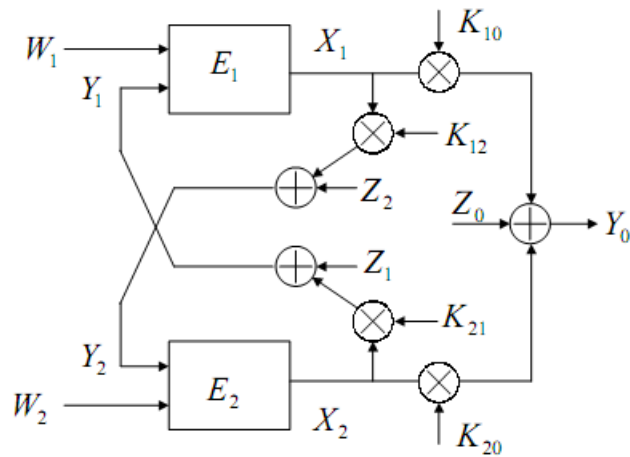 K₁₀
W₁
E₁
X₁
Y₁
K₁₂
Z₂
Z₀
Y₀
Z₁
K₂₁
Y₂
E₂
W₂
X₂
K₂₀